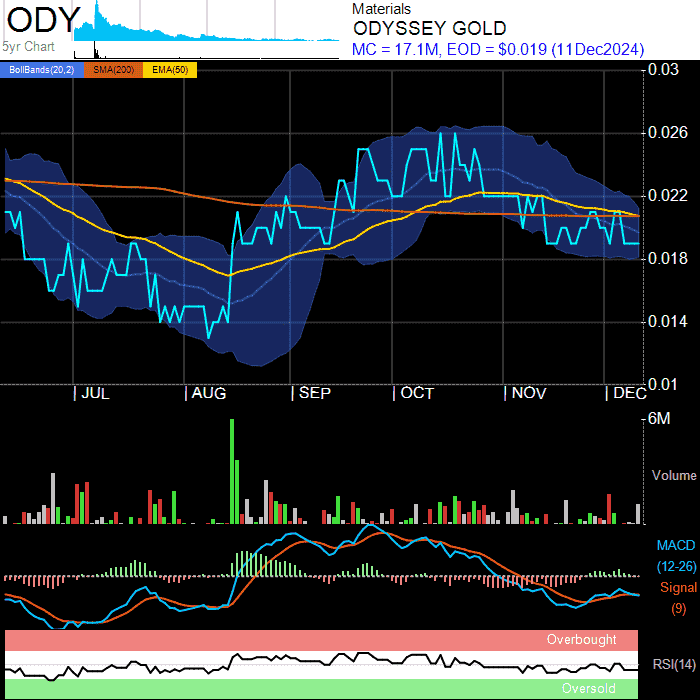 ODY
5yr Chart
Materials
ODYSSEY GOLD
MC = 17.1M, EOD = $0.019 (11Dec2024)
BollBands(20,2) SMA(200) EMA(50)
0.03
0.026
0.022
0.018
0.014
0.01
JUL AUG SEP OCT NOV DEC
6M
Volume
MACD
(12-26)
Signal
(9)
Overbought
RSI(14)
Oversold